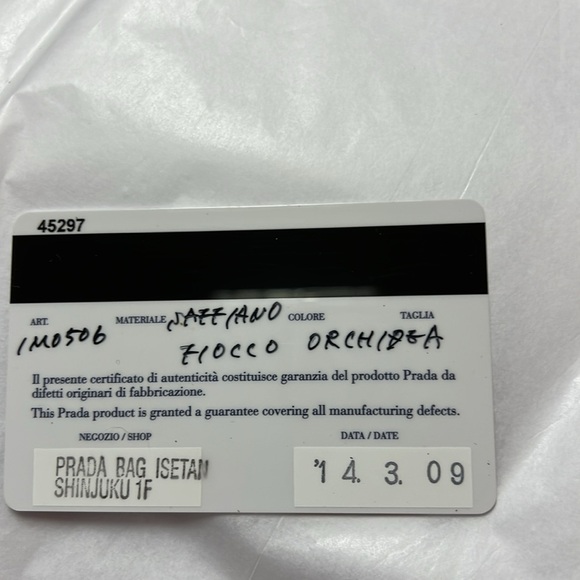 45297
ART. MATERIALE SAFFIANO COLORE TAGLIA
1M0506 FIOCCO ORCHIDEA
Il presente certificato di autenticità costituisce garanzia del prodotto Prada da
difetti originari di fabbricazione.
This Prada product is granted a guarantee covering all manufacturing defects.
NEGOZIO / SHOP DATA / DATE
PRADA BAG ISETAN
SHINJUKU 1F
'14. 3. 09